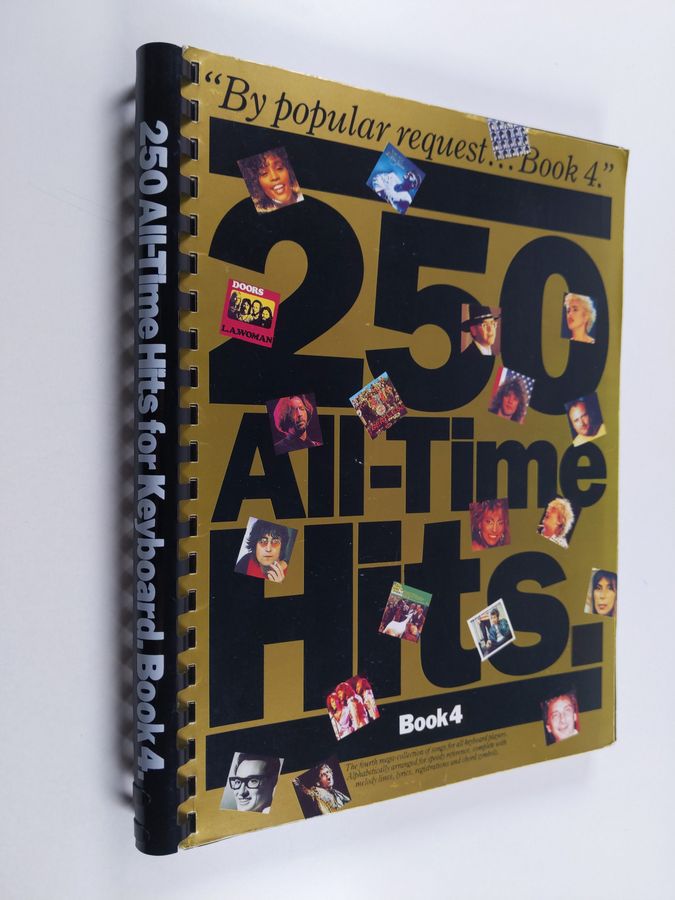 250 All-Time Hits for Keyboard. Book 4
“By popular request... Book 4.”
250
DOORS
L.A.WOMAN
All-Time
Hits.
Book 4
The fourth mega-collection of songs for all keyboard players.
Alphabetically arranged for speedy reference, complete with
melody lines, lyrics, registrations and chord symbols.